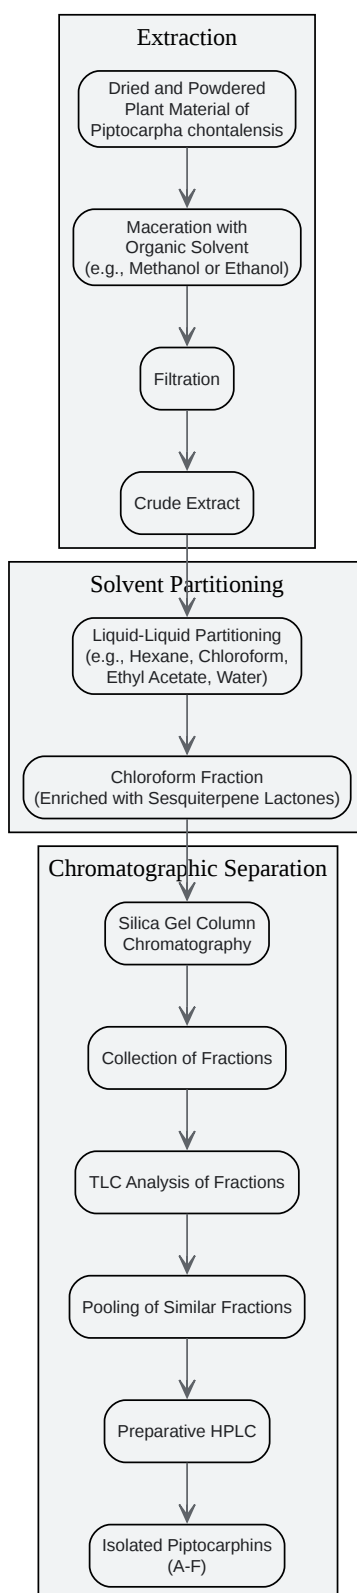 Extraction
Dried and Powdered
Plant Material of
Piptocarpha chontalensis
Maceration with
Organic Solvent
(e.g., Methanol or Ethanol)
Filtration
Crude Extract
Solvent Partitioning
Liquid-Liquid Partitioning
(e.g., Hexane, Chloroform,
Ethyl Acetate, Water)
Chloroform Fraction
(Enriched with Sesquiterpene Lactones)
Chromatographic Separation
Silica Gel Column
Chromatography
Collection of Fractions
TLC Analysis of Fractions
Pooling of Similar Fractions
Preparative HPLC
Isolated Piptocarphins
(A-F)